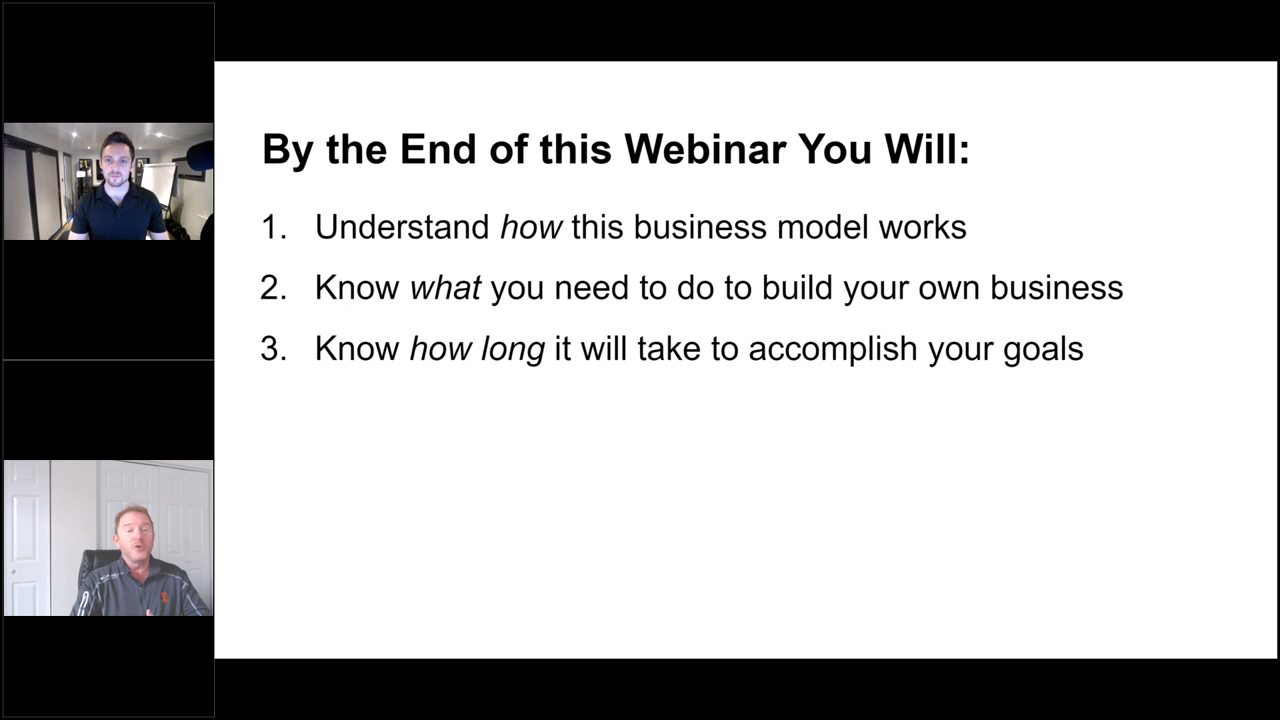 By the End of this Webinar You Will:
1. Understand how this business model works
2. Know what you need to do to build your own business
3. Know how long it will take to accomplish your goals